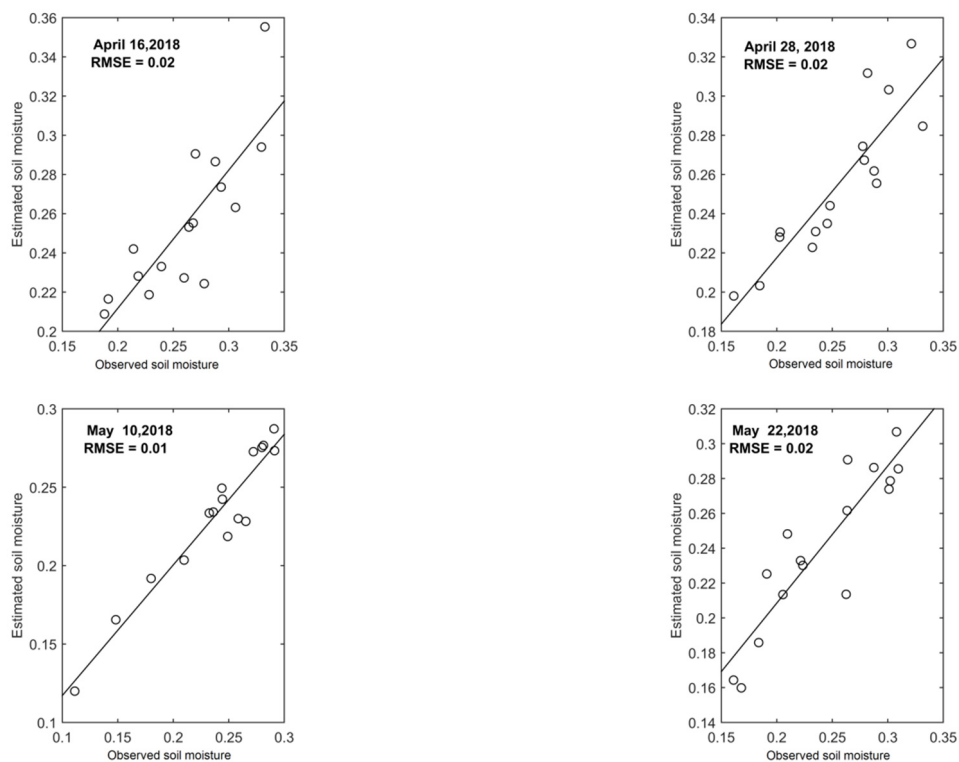 0.36
0.34
0.32
0.3
0.28
0.26
0.24
0.22
0.2
Estimated soil moisture
April 16,2018
RMSE = 0.02
0.15 0.2 0.25 0.3 0.35
Observed soil moisture
0.34
0.32
0.3
0.28
0.26
0.24
0.22
0.2
0.18
Estimated soil moisture
April 28, 2018
RMSE = 0.02
0.15 0.2 0.25 0.3 0.35
Observed soil moisture
0.3
0.25
0.2
0.15
0.1
Estimated soil moisture
May 10,2018
RMSE = 0.01
0.1 0.15 0.2 0.25 0.3
Observed soil moisture
0.32
0.3
0.28
0.26
0.24
0.22
0.2
0.18
0.16
0.14
Estimated soil moisture
May 22,2018
RMSE = 0.02
0.15 0.2 0.25 0.3 0.35
Observed soil moisture